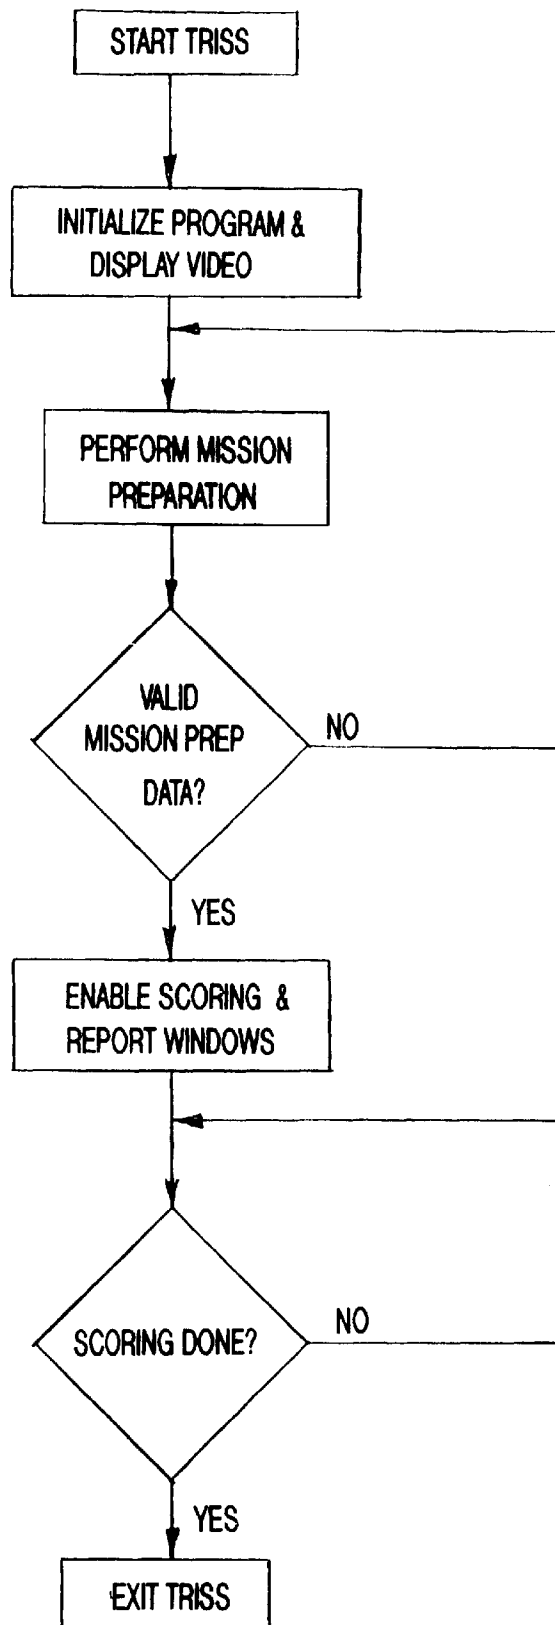 START TRISS
INITIALIZE PROGRAM &
DISPLAY VIDEO
PERFORM MISSION
PREPARATION
VALID
MISSION PREP
DATA?
NO
YES
ENABLE SCORING &
REPORT WINDOWS
SCORING DONE?
NO
YES
EXIT TRISS